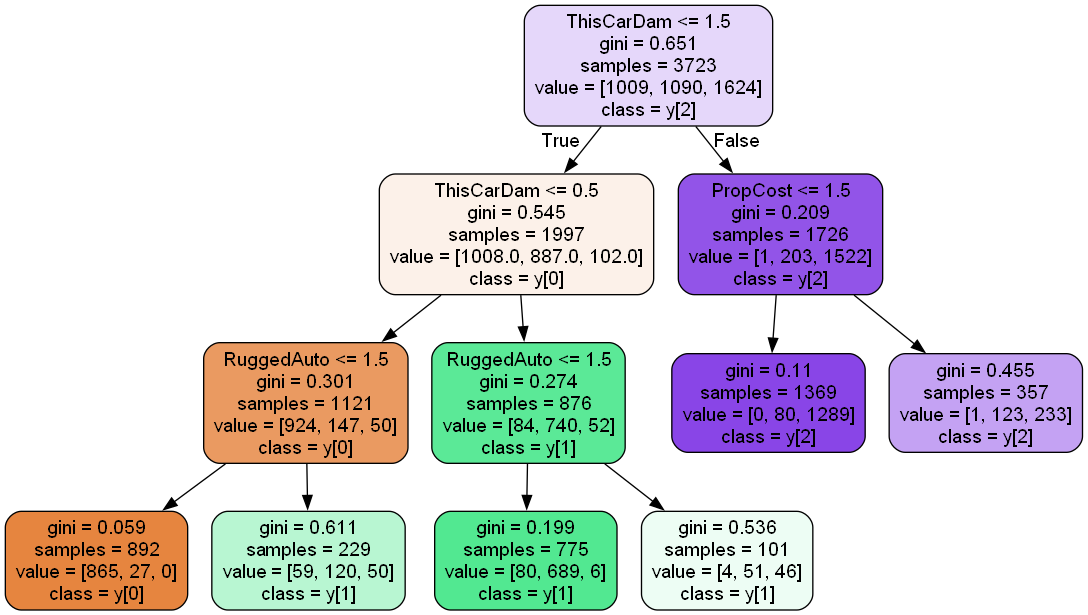 ThisCarDam <= 1.5
gini = 0.651
samples = 3723
value = [1009, 1090, 1624]
class = y[2]
True
False
ThisCarDam <= 0.5
gini = 0.545
samples = 1997
value = [1008.0, 887.0, 102.0]
class = y[0]
PropCost <= 1.5
gini = 0.209
samples = 1726
value = [1, 203, 1522]
class = y[2]
RuggedAuto <= 1.5
gini = 0.301
samples = 1121
value = [924, 147, 50]
class = y[0]
RuggedAuto <= 1.5
gini = 0.274
samples = 876
value = [84, 740, 52]
class = y[1]
gini = 0.11
samples = 1369
value = [0, 80, 1289]
class = y[2]
gini = 0.455
samples = 357
value = [1, 123, 233]
class = y[2]
gini = 0.059
samples = 892
value = [865, 27, 0]
class = y[0]
gini = 0.611
samples = 229
value = [59, 120, 50]
class = y[1]
gini = 0.199
samples = 775
value = [80, 689, 6]
class = y[1]
gini = 0.536
samples = 101
value = [4, 51, 46]
class = y[1]